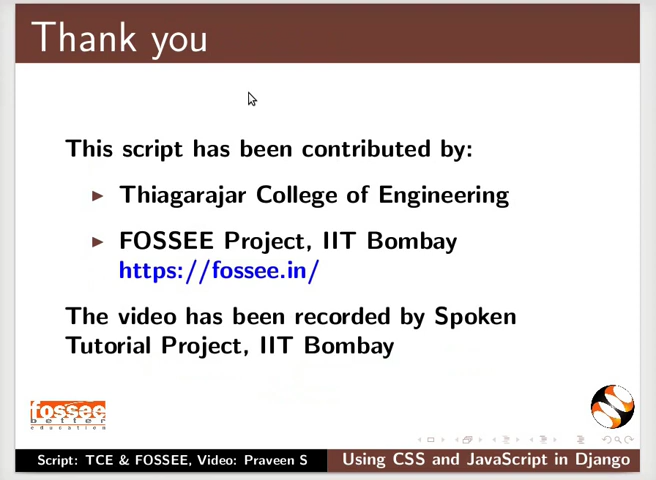 Thank you
This script has been contributed by:
Thiagarajar College of Engineering
FOSSEE Project, IIT Bombay
https://fossee.in/
The video has been recorded by Spoken
Tutorial Project, IIT Bombay
fossee
better
education
Script: TCE & FOSSEE, Video: Praveen S
Using CSS and JavaScript in Django